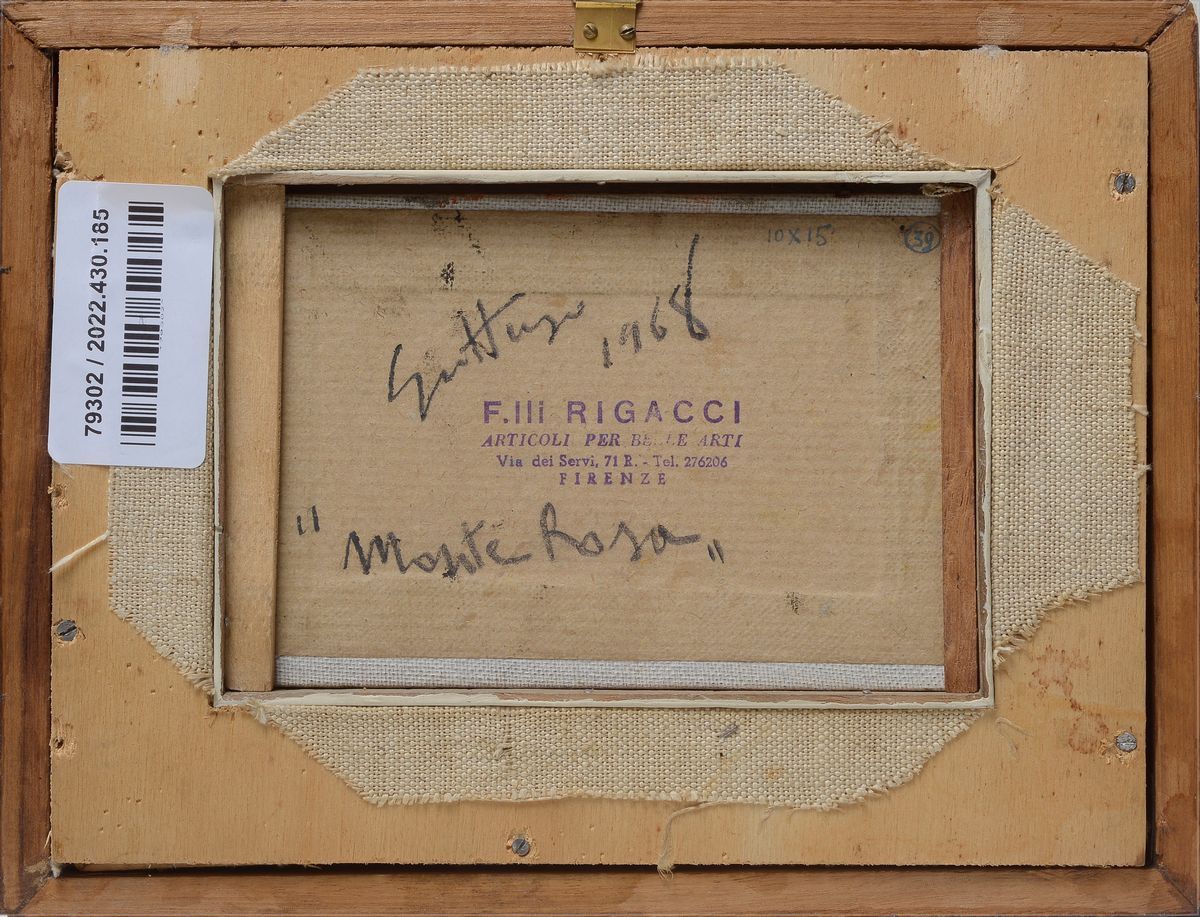 79302 / 2022.430.185
10x15
39
Guttuso 1968
F.lli RIGACCI
ARTICOLI PER BELLE ARTI
Via dei Servi, 71 R. - Tel. 276206
FIRENZE
"Monte Rosa"